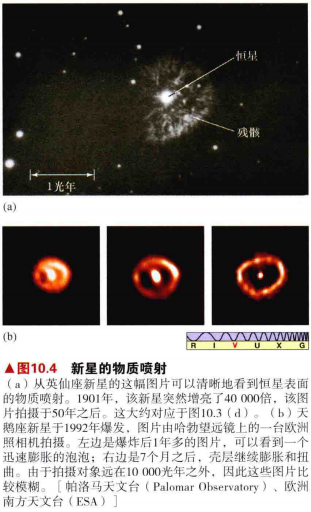 恒星
残骸
1光年
(a)
(b)
R I V U X G
▲图10.4 新星的物质喷射
(a)从英仙座新星的这幅图片可以清晰地看到恒星表面
的物质喷射。1901年，该新星突然增亮了40 000倍，该图
片拍摄于50年之后。这大约对应于图10.3(d)。(b)天
鹅座新星于1992年爆发，图片由哈勃望远镜上的一台欧洲
照相机拍摄。左边是爆炸后1年多的图片，可以看到一个
迅速膨胀的泡泡；右边是7个月之后，壳层继续膨胀和扭
曲。由于拍摄对象远在10 000光年之外，因此这些图片比
较模糊。［帕洛马天文台（Palomar Observatory）、欧洲
南方天文台（ESA）］